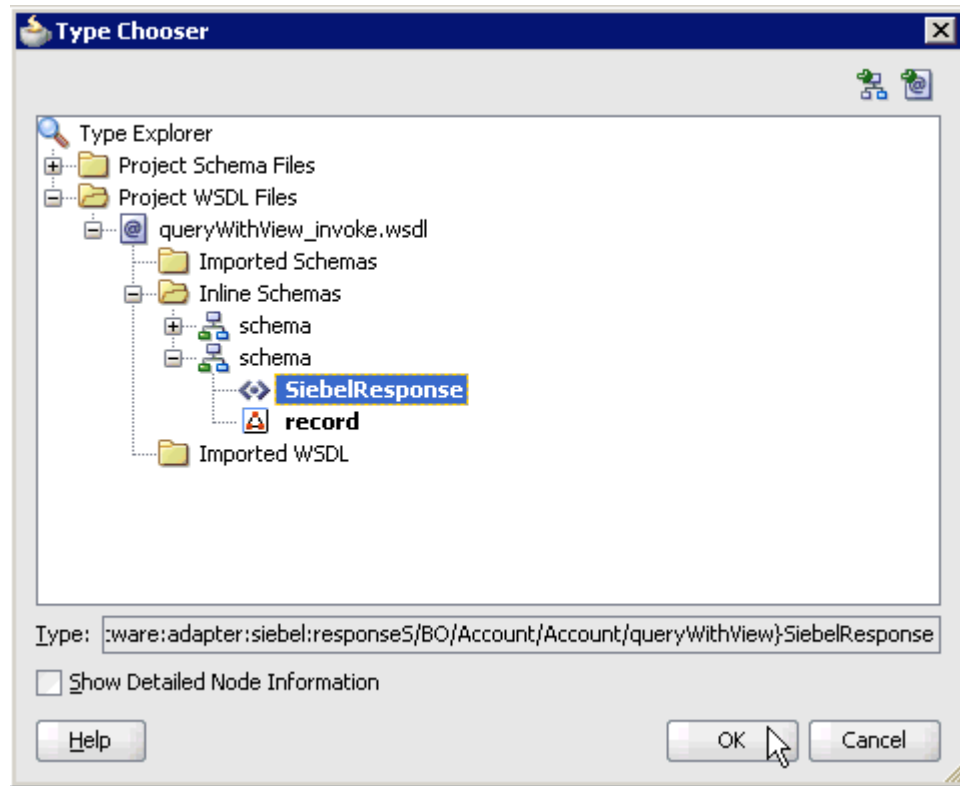 Type Chooser
Type Explorer
Project Schema Files
Project WSDL Files
queryWithView_invoke.wsdl
Imported Schemas
Inline Schemas
schema
schema
SiebelResponse
record
Imported WSDL
Type: :ware:adapter:siebel:responseS/BO/Account/Account/queryWithView}SiebelResponse
Show Detailed Node Information
Help OK Cancel